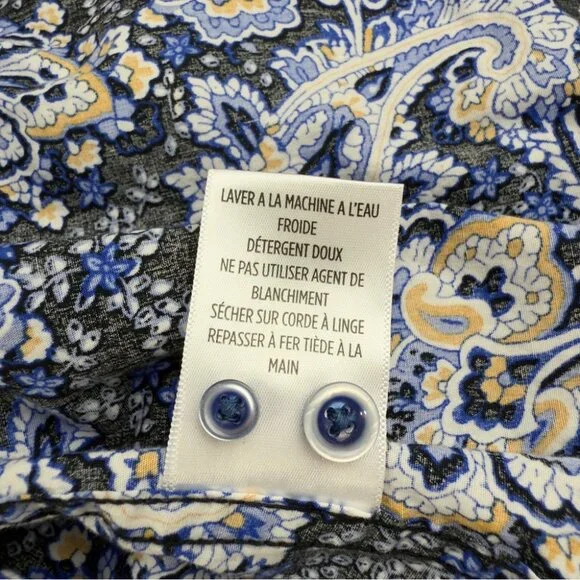 LAVER A LA MACHINE A L'EAU
FROIDE
DÉTERGENT DOUX
NE PAS UTILISER AGENT DE
BLANCHIMENT
SÉCHER SUR CORDE À LINGE
REPASSER À FER TIÈDE À LA
MAIN